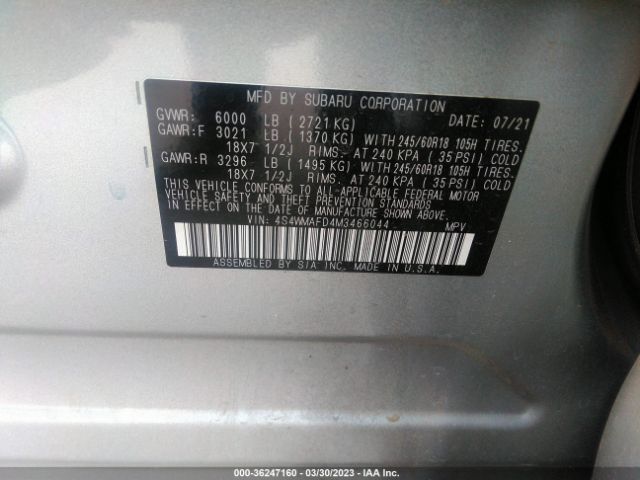 MFD BY SUBARU CORPORATION
DATE: 07/21
GVWR: 6000 LB (2721 KG)
GAWR:F 3021 LB (1370 KG) WITH 245/60R18 105H TIRES.
18X7 1/2J RIMS. AT 240 KPA (35 PSI) COLD
GAWR:R 3296 LB (1495 KG) WITH 245/60R18 105H TIRES.
18X7 1/2J RIMS. AT 240 KPA (35 PSI) COLD
THIS VEHICLE CONFORMS TO ALL-APPLICABLE FEDERAL MOTOR
VEHICLE SAFETY AND THEFT PREVENTION STANDARDS IN
EFFECT ON THE DATE OF MANUFACTURE SHOWN ABOVE.
VIN: 4S4WMAFD4M3466044 MPV
ASSEMBLED BY SIA INC. MADE IN U.S.A.
000-36247160 — 03/30/2023 — IAA Inc.